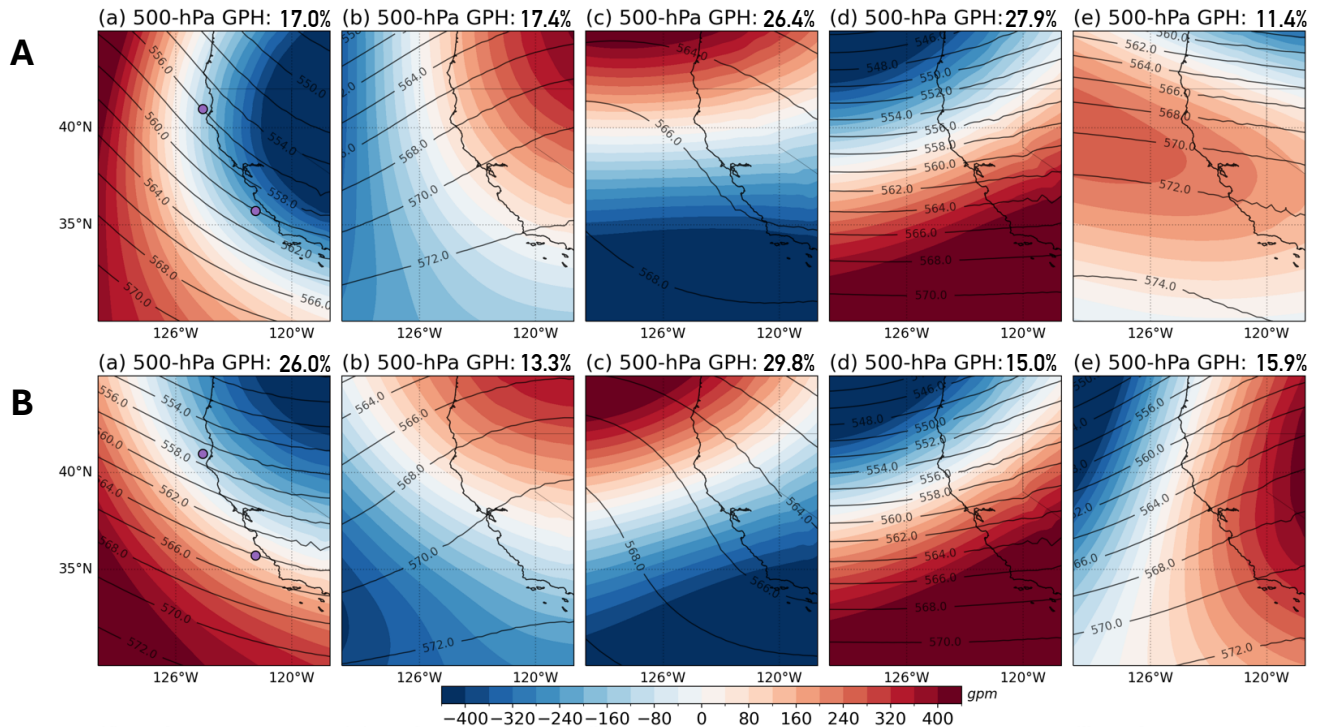 (a) 500-hPa GPH: 17.0% (b) 500-hPa GPH: 17.4% (c) 500-hPa GPH: 26.4% (d) 500-hPa GPH: 27.9% (e) 500-hPa GPH: 11.4%
A
556.0 550.0 560.0 554.0 564.0 558.0 562.0 568.0 566.0 570.0
564.0 568.0 570.0 572.0
564.0 566.0 568.0
546.0 548.0 550.0 552.0 554.0 556.0 558.0 560.0 562.0 564.0 566.0 568.0 570.0
560.0 562.0 564.0 566.0 568.0 570.0 572.0 574.0
40°N
35°N
126°W 120°W 126°W 120°W 126°W 120°W 126°W 120°W 126°W 120°W
(a) 500-hPa GPH: 26.0% (b) 500-hPa GPH: 13.3% (c) 500-hPa GPH: 29.8% (d) 500-hPa GPH: 15.0% (e) 500-hPa GPH: 15.9%
B
556.0 554.0 560.0 558.0 564.0 562.0 568.0 566.0 570.0 572.0
564.0 566.0 568.0 570.0 572.0
564.0 568.0 566.0
546.0 548.0 550.0 552.0 554.0 556.0 558.0 560.0 562.0 564.0 566.0 568.0 570.0
556.0 560.0 564.0 568.0 570.0 572.0
40°N
35°N
126°W 120°W 126°W 120°W 126°W 120°W 126°W 120°W 126°W 120°W
gpm
−400 −320 −240 −160 −80 0 80 160 240 320 400